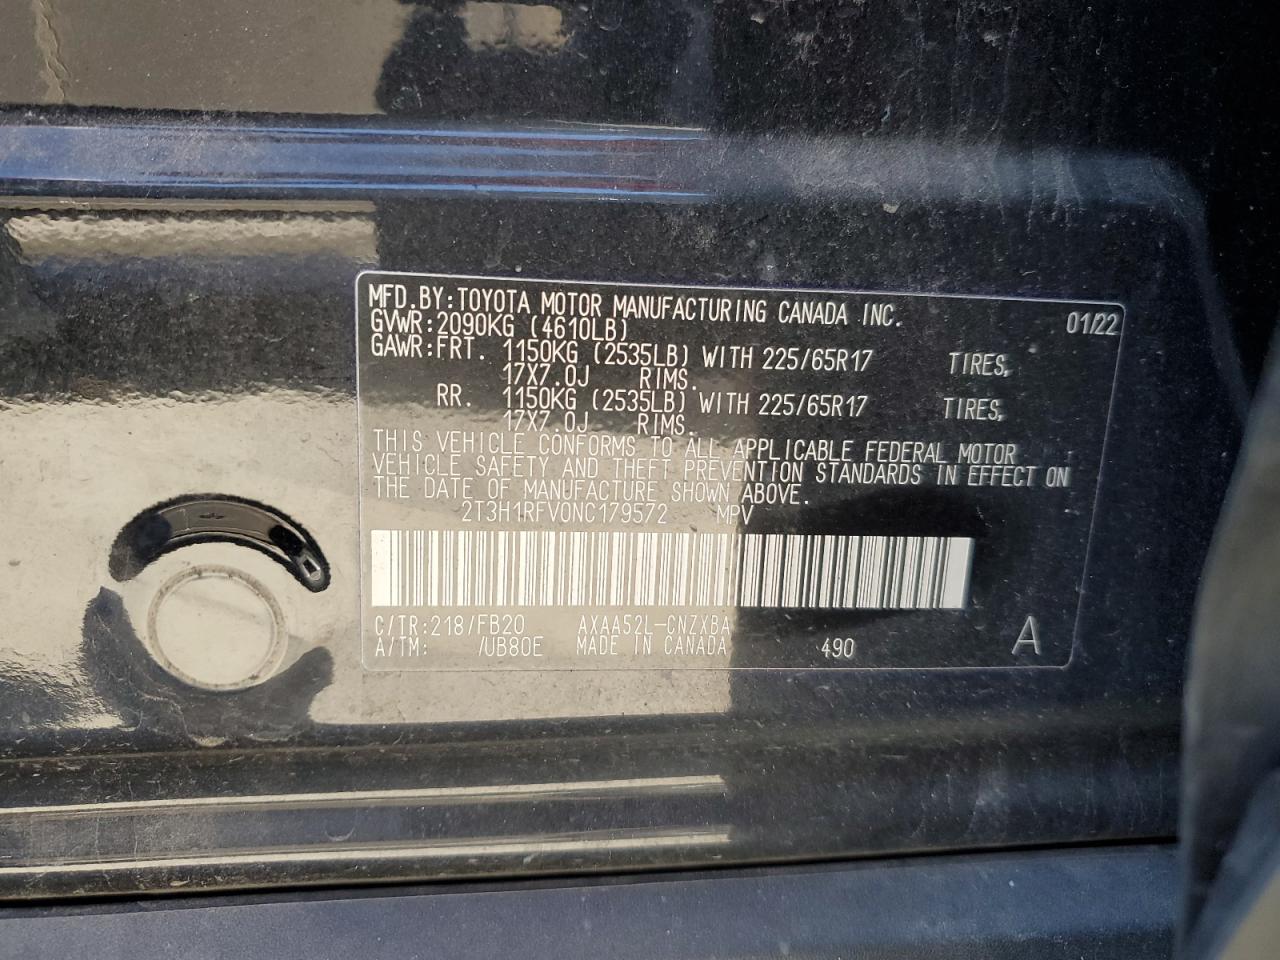 MFD.BY:TOYOTA MOTOR MANUFACTURING CANADA INC. 01/22
GVWR:2090KG (4610LB)
GAWR:FRT. 1150KG (2535LB) WITH 225/65R17 TIRES,
17X7.0J RIMS.
RR. 1150KG (2535LB) WITH 225/65R17 TIRES,
17X7.0J RIMS.
THIS VEHICLE CONFORMS TO ALL APPLICABLE FEDERAL MOTOR
VEHICLE SAFETY AND THEFT PREVENTION STANDARDS IN EFFECT ON
THE DATE OF MANUFACTURE SHOWN ABOVE.
2T3H1RFV0NC179572 MPV
C/TR:218/FB20 AXAA52L-CNZXBA
A/TM: /UB80E MADE IN CANADA 490 A